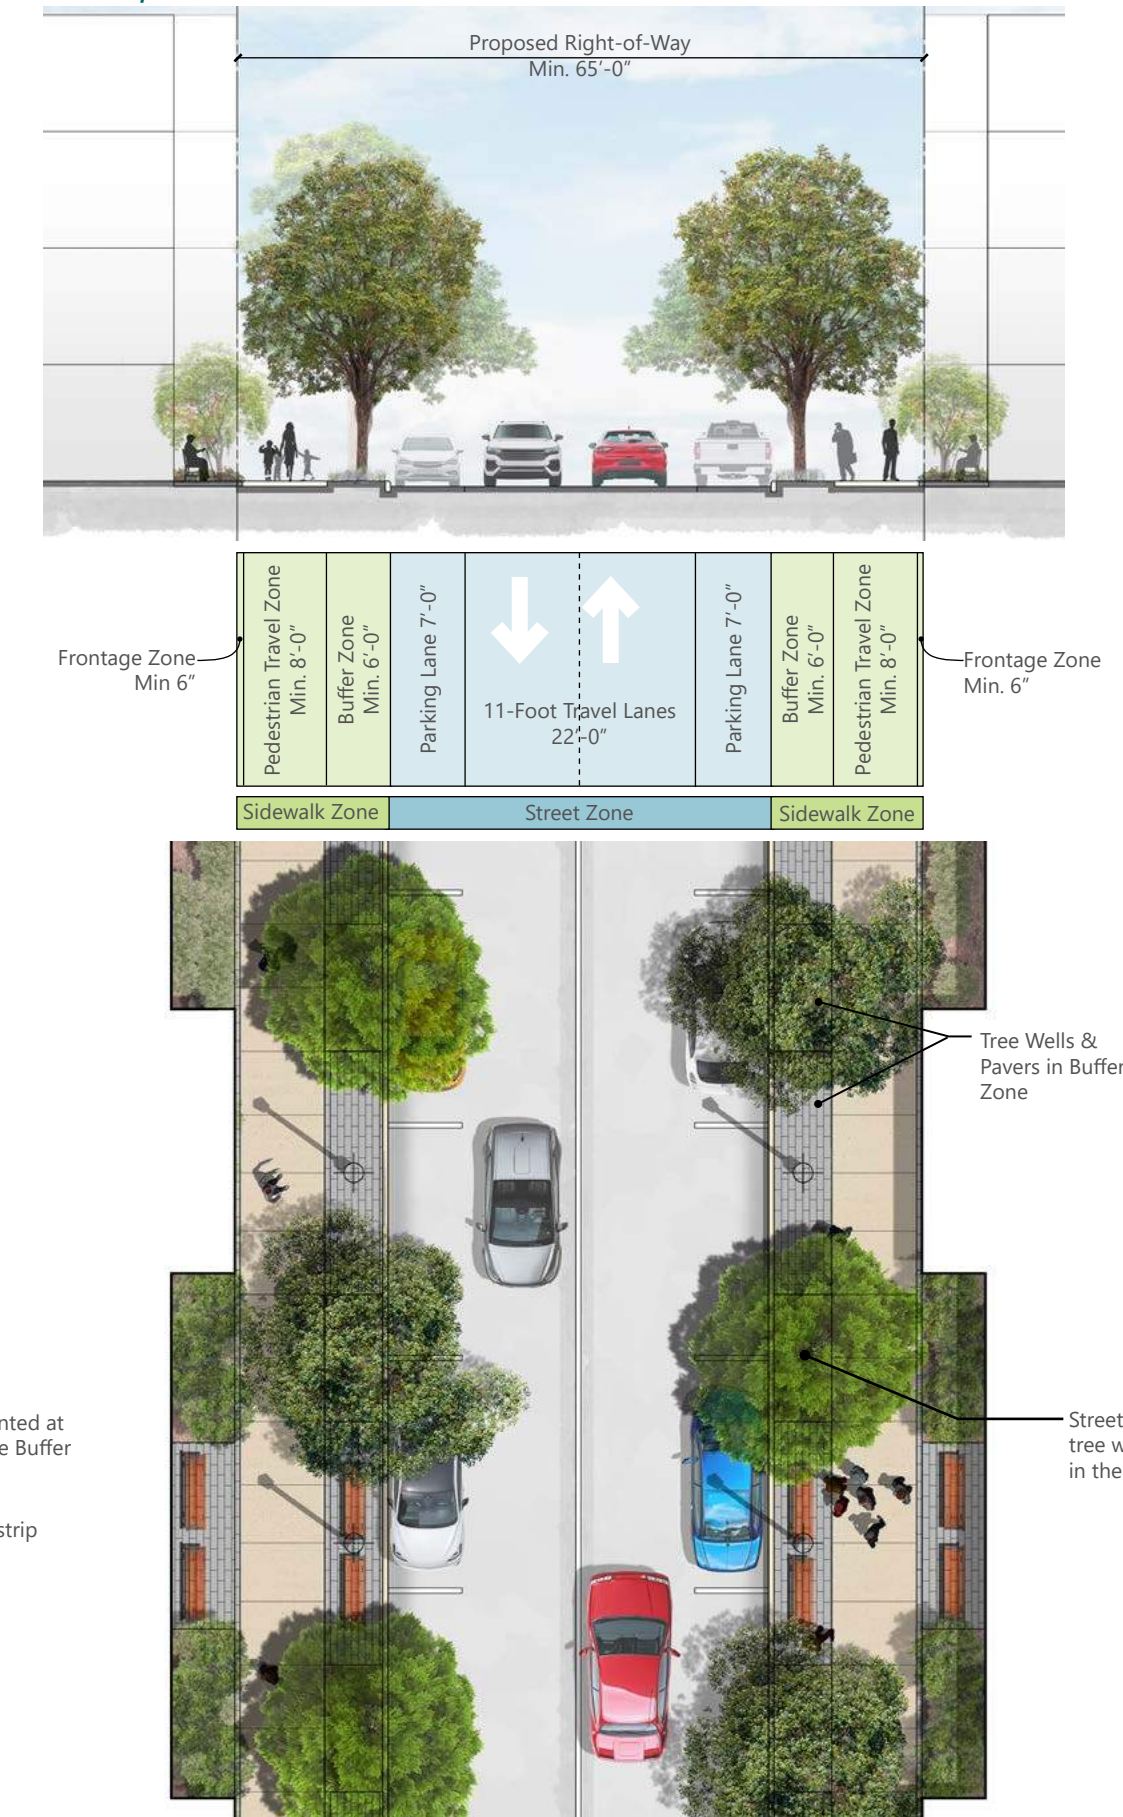 Proposed Right-of-Way
Min. 65’-0”
Frontage Zone
Min 6”
Pedestrian Travel Zone
Min. 8’-0”
Buffer Zone
Min. 6’-0”
Parking Lane 7’-0”
11-Foot Travel Lanes
22’-0”
Parking Lane 7’-0”
Buffer Zone
Min. 6’-0”
Pedestrian Travel Zone
Min. 8’-0”
Frontage Zone
Min. 6”
Sidewalk Zone
Street Zone
Sidewalk Zone
Tree Wells &
Pavers in Buffer
Zone
Street
tree w
in the
nted at
e Buffer
strip